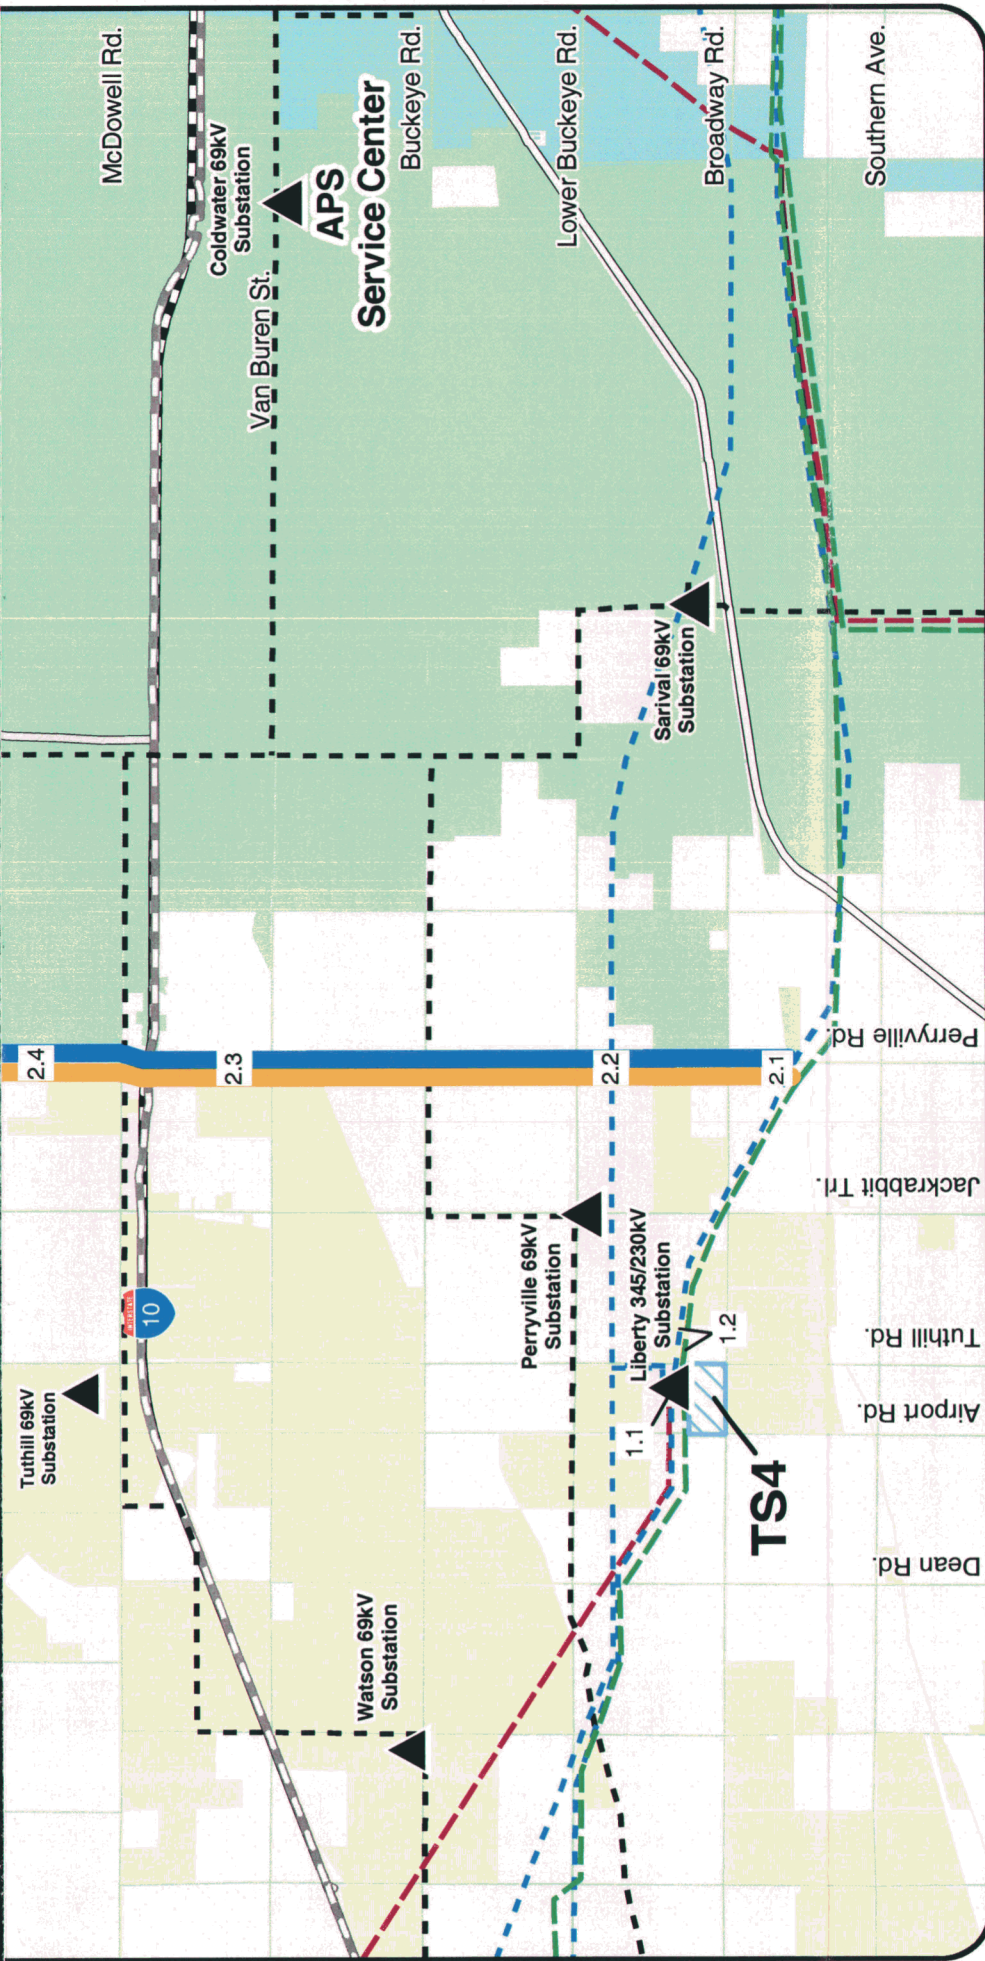 McDowell Rd.
Coldwater 69kV
Substation
Van Buren St.
APS
Service Center
Buckeye Rd.
Lower Buckeye Rd.
Broadway Rd.
Southern Ave.
Sarival 69kV
Substation
2.4
2.3
2.2
2.1
Perryville Rd.
Jackrabbit Trl.
Tuthill Rd.
Airport Rd.
Dean Rd.
INTERSTATE
10
Tuthill 69kV
Substation
Perryville 69kV
Substation
Liberty 345/230kV
Substation
1.1
1.2
TS4
Watson 69kV
Substation